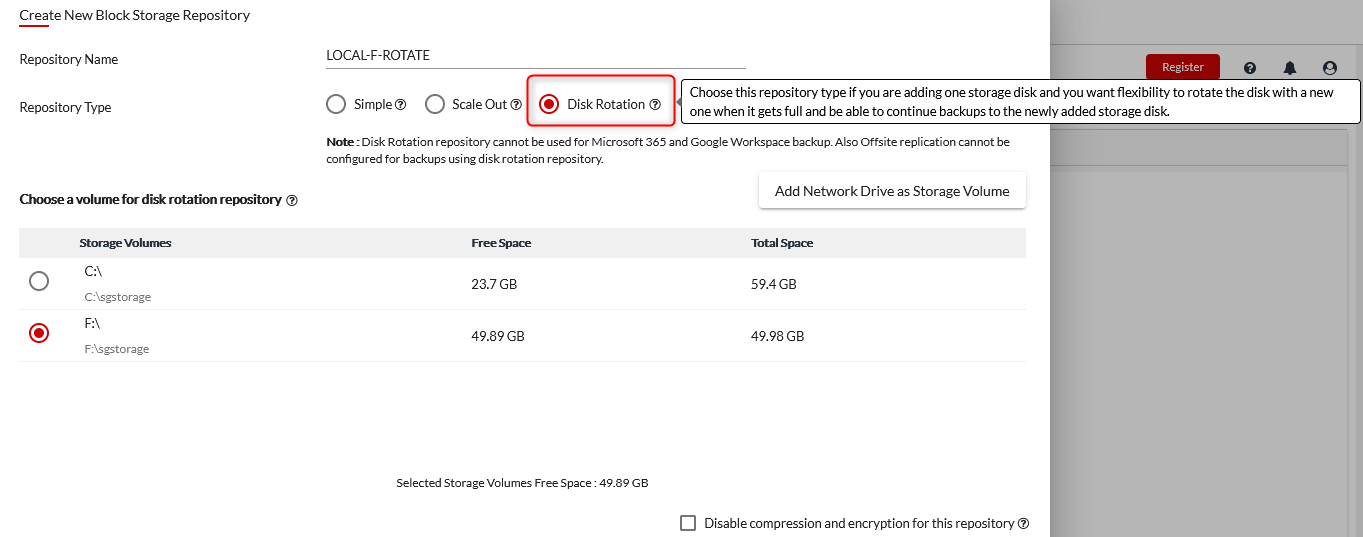 Create New Block Storage Repository
Repository Name
LOCAL-F-ROTATE
Register
Repository Type
Simple
Scale Out
Disk Rotation
Choose this repository type if you are adding one storage disk and you want flexibility to rotate the disk with a new
one when it gets full and be able to continue backups to the newly added storage disk.
Note : Disk Rotation repository cannot be used for Microsoft 365 and Google Workspace backup. Also Offsite replication cannot be
configured for backups using disk rotation repository.
Add Network Drive as Storage Volume
Choose a volume for disk rotation repository
Storage Volumes Free Space Total Space
C:\
C:\sgstorage
23.7 GB 59.4 GB
F:\
F:\sgstorage
49.89 GB 49.98 GB
Selected Storage Volumes Free Space : 49.89 GB
Disable compression and encryption for this repository